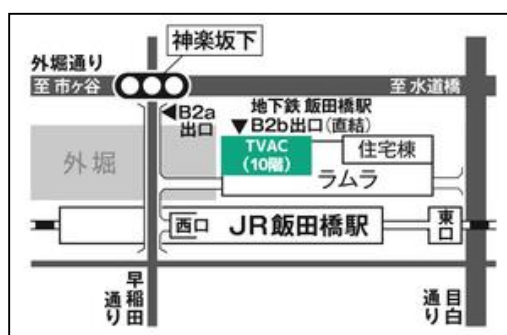 神楽坂下
外堀通り
至 市ヶ谷
至 水道橋
◀B2a
出口
地下鉄 飯田橋駅
▼B2b出口(直結)
TVAC
(10階)
住宅棟
ラムラ
外堀
西口
JR飯田橋駅
東口
早稲田通り
目白通り